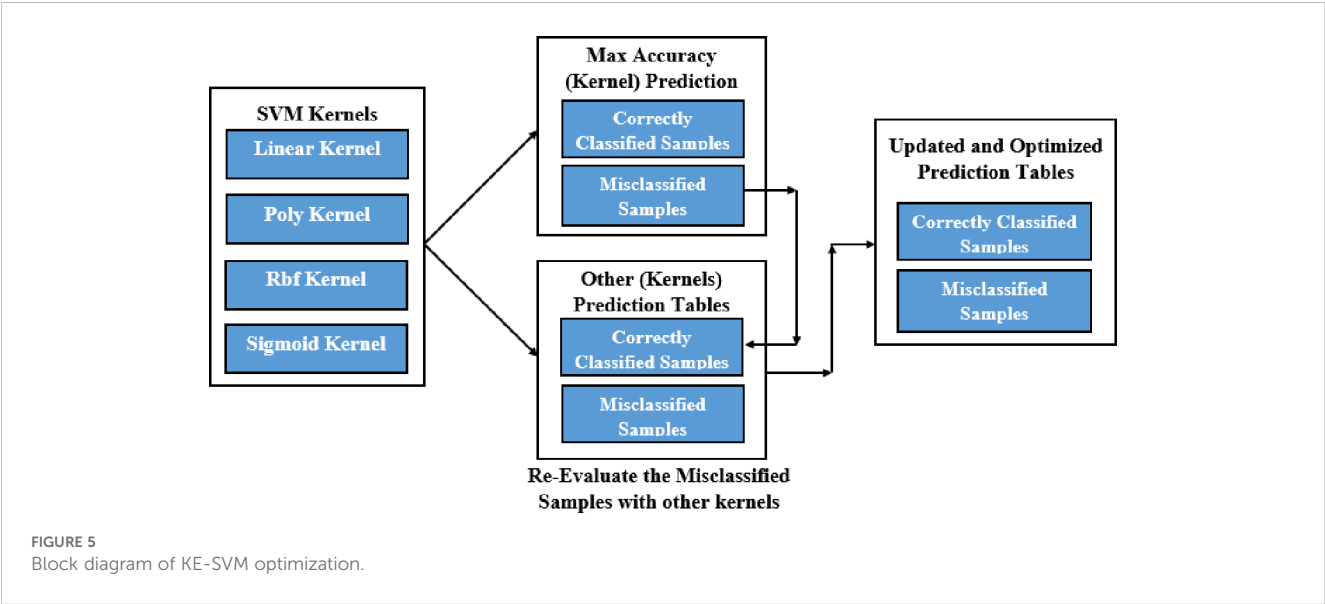 SVM Kernels
Linear Kernel
Poly Kernel
Rbf Kernel
Sigmoid Kernel
Max Accuracy
(Kernel) Prediction
Correctly
Classified Samples
Misclassified
Samples
Other (Kernels)
Prediction Tables
Correctly
Classified Samples
Misclassified
Samples
Re-Evaluate the Misclassified
Samples with other kernels
Updated and Optimized
Prediction Tables
Correctly Classified
Samples
Misclassified
Samples
FIGURE 5
Block diagram of KE-SVM optimization.